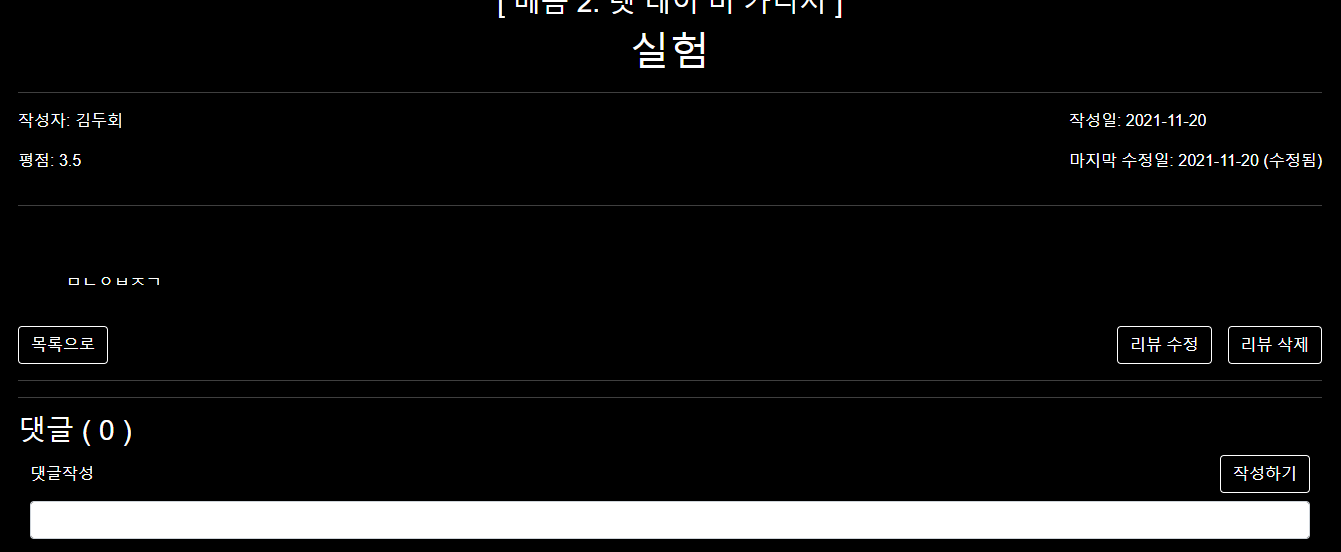 실험
작성자: 김두회
작성일: 2021-11-20
평점: 3.5
마지막 수정일: 2021-11-20 (수정됨)
ㅁㄴㅇㅂㅈㄱ
목록으로
리뷰 수정
리뷰 삭제
댓글 ( 0 )
댓글작성
작성하기